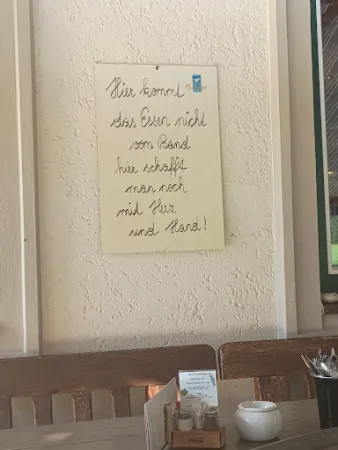 Hier kommt
das Essen nicht
vom Band
hier schafft
man noch
mit Herz
und Hand!